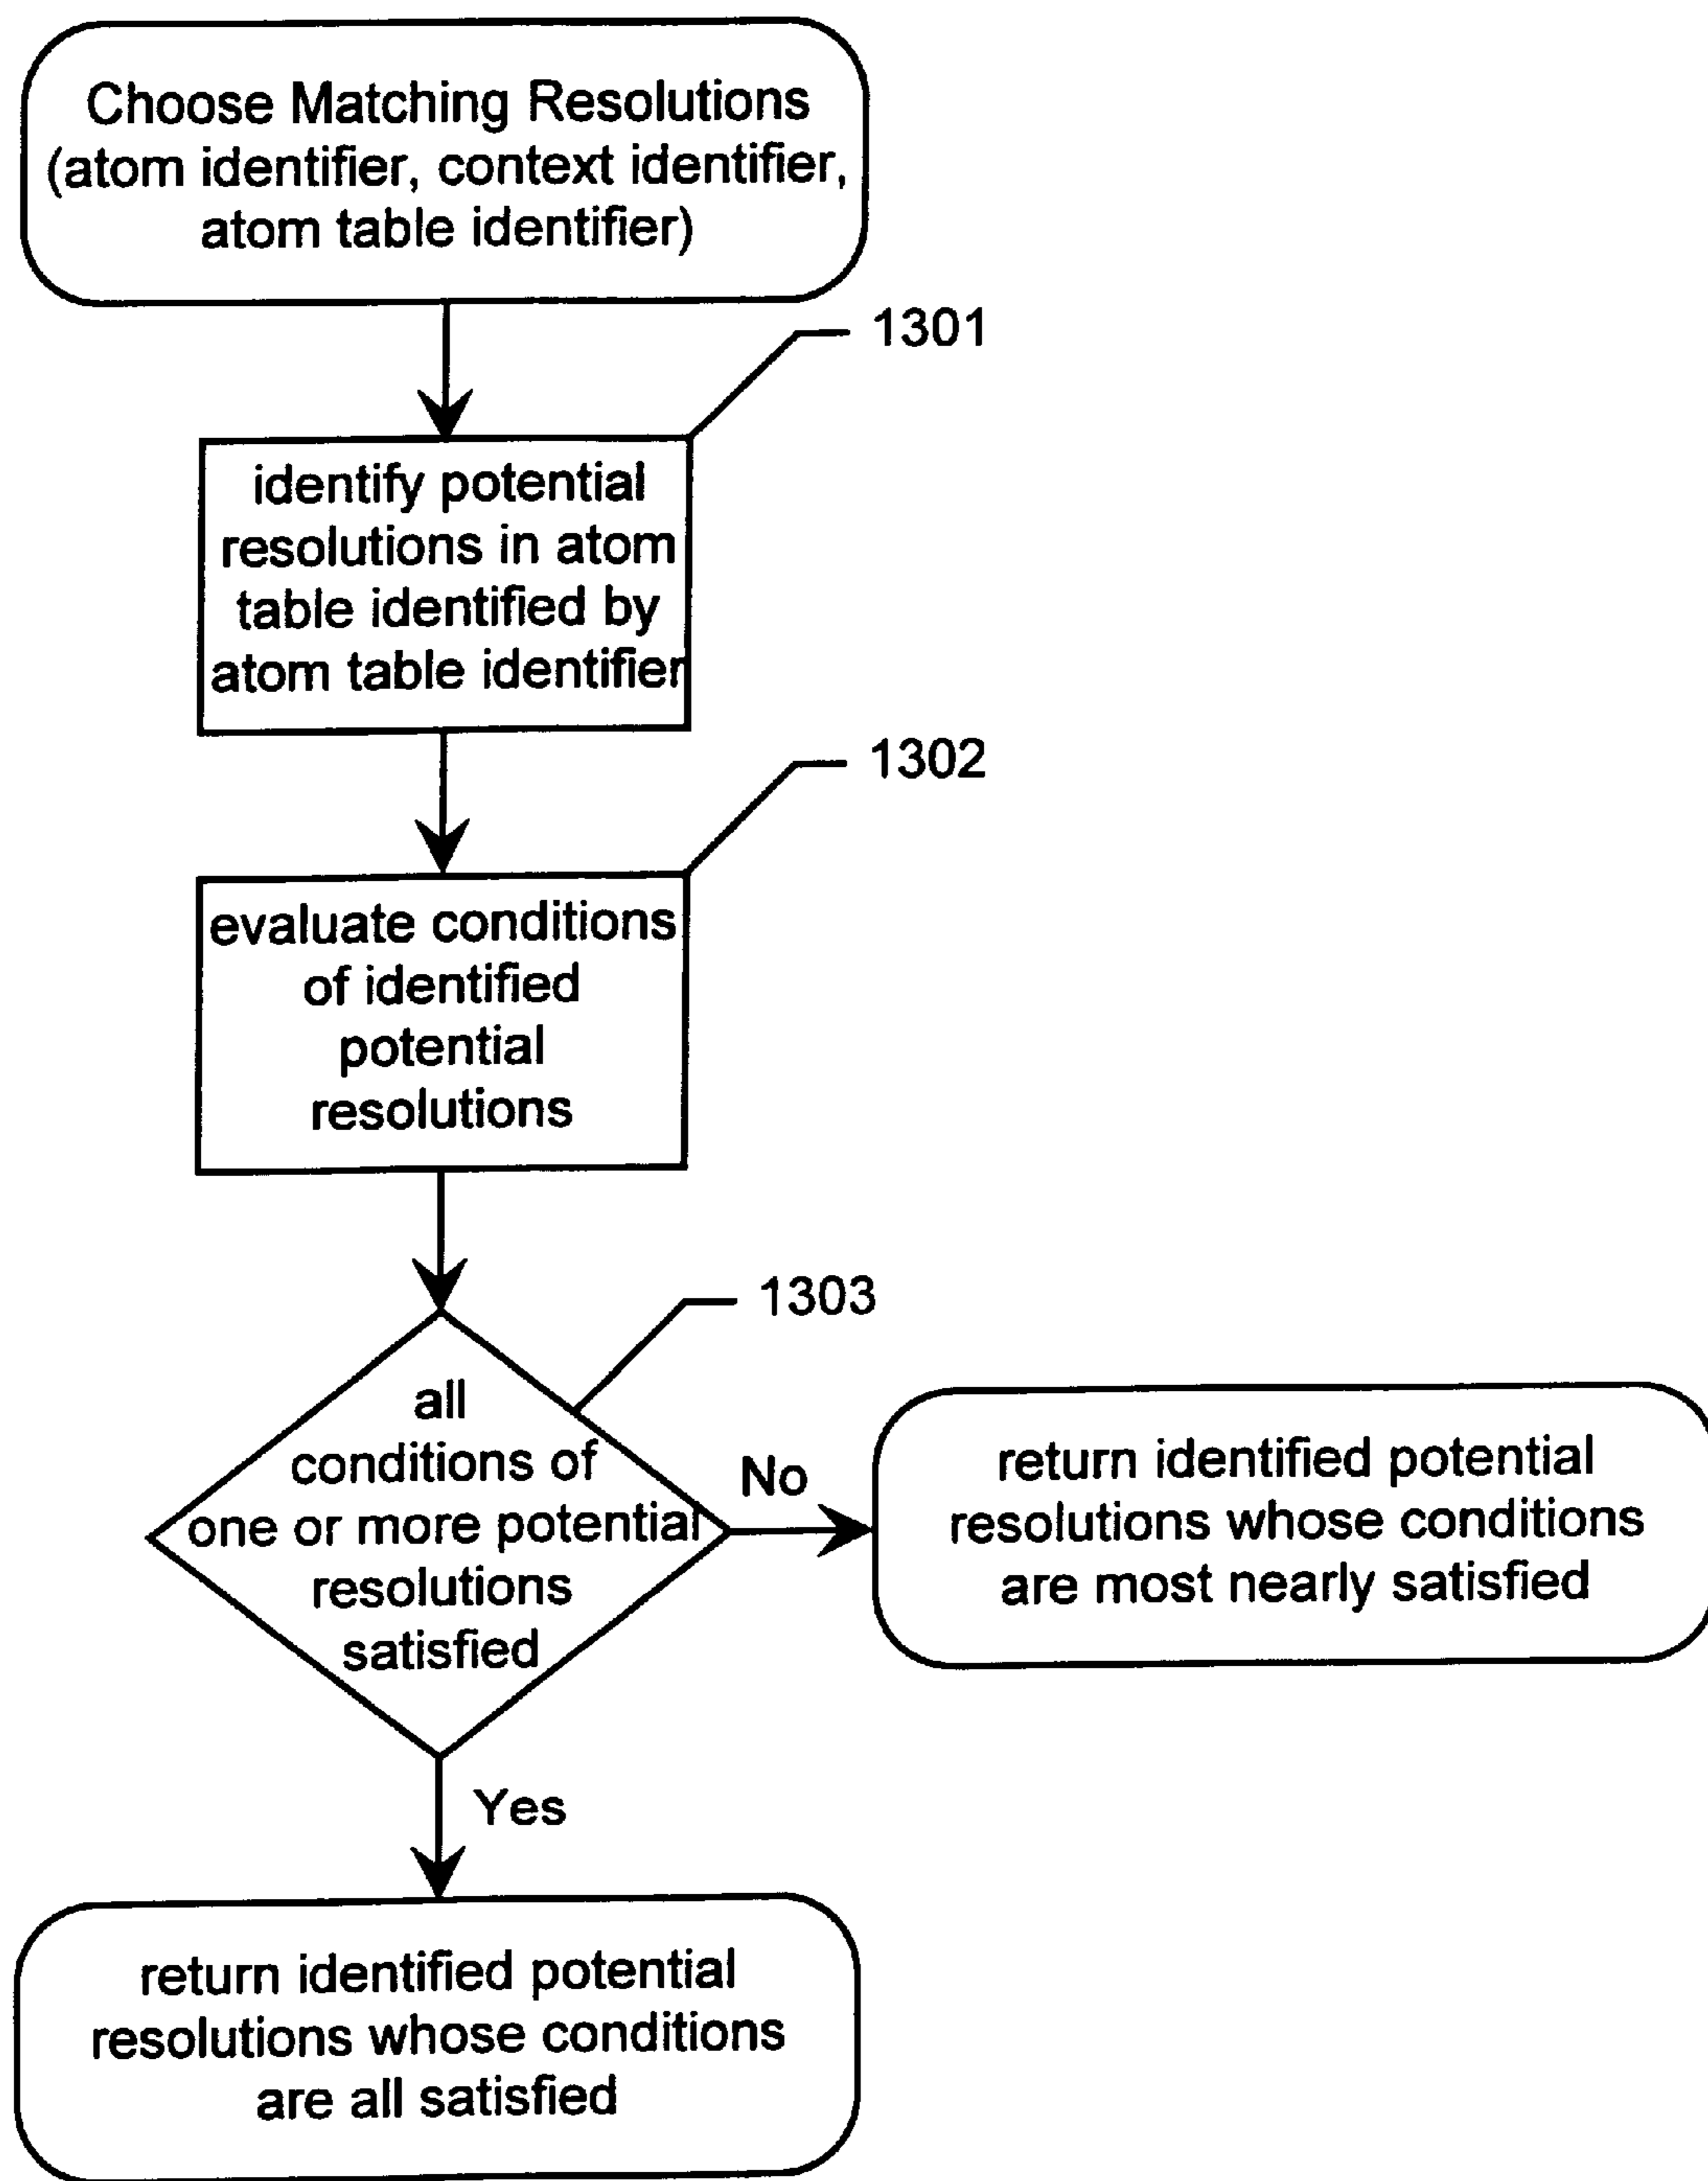 Choose Matching Resolutions
(atom identifier, context identifier,
atom table identifier)
1301
identify potential
resolutions in atom
table identified by
atom table identifier
1302
evaluate conditions
of identified
potential
resolutions
1303
all
conditions of
one or more potential
resolutions
satisfied
No
return identified potential
resolutions whose conditions
are most nearly satisfied
Yes
return identified potential
resolutions whose conditions
are all satisfied